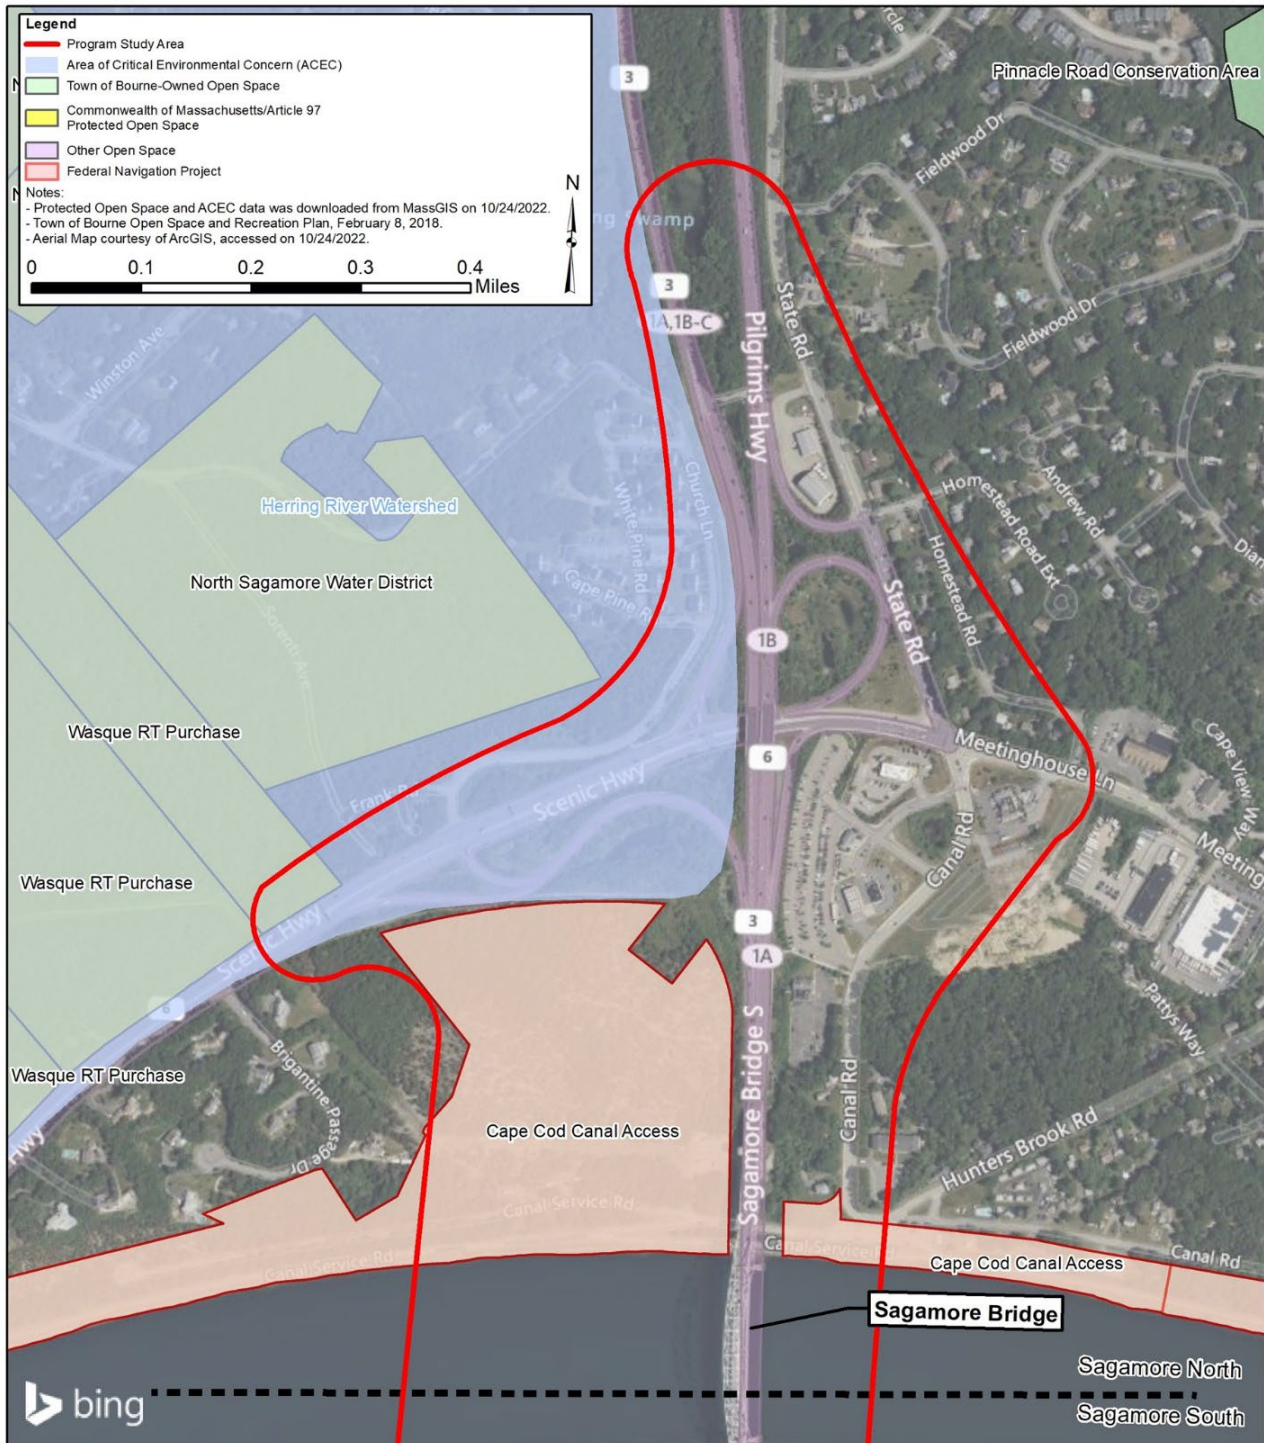 Legend
Program Study Area
Area of Critical Environmental Concern (ACEC)
Town of Bourne-Owned Open Space
Commonwealth of Massachusetts/Article 97
Protected Open Space
Other Open Space
Federal Navigation Project
Notes:
- Protected Open Space and ACEC data was downloaded from MassGIS on 10/24/2022.
- Town of Bourne Open Space and Recreation Plan, February 8, 2018.
- Aerial Map courtesy of ArcGIS, accessed on 10/24/2022.
N
0 0.1 0.2 0.3 0.4
Miles
3
Pinnacle Road Conservation Area
Fieldwood Dr
Swamp
3
1A,1B-C
State Rd
Pilgrims Hwy
Fieldwood Dr
Winston Ave
Church Ln
White Pine Rd
Herring River Watershed
Homestead Road Ext
Andrew Rd
Homestead Rd
North Sagamore Water District
Cape Pine R
Sorenti Ave
State Rd
1B
Wasque RT Purchase
6
Meetinghouse Ln
Cape View Way
Scenic Hwy
Frank Rd
Canal Rd
Meeting
Wasque RT Purchase
Scenic Hwy
3
1A
Pattys Way
Sagamore Bridge S
Wasque RT Purchase
Brigantine Passage Dr
Hwy
Canal Rd
Cape Cod Canal Access
Hunters Brook Rd
Canal Service Rd
Canal Service Rd
Canal Service Rd
Canal Rd
Cape Cod Canal Access
Sagamore Bridge
Sagamore North
bing
Sagamore South